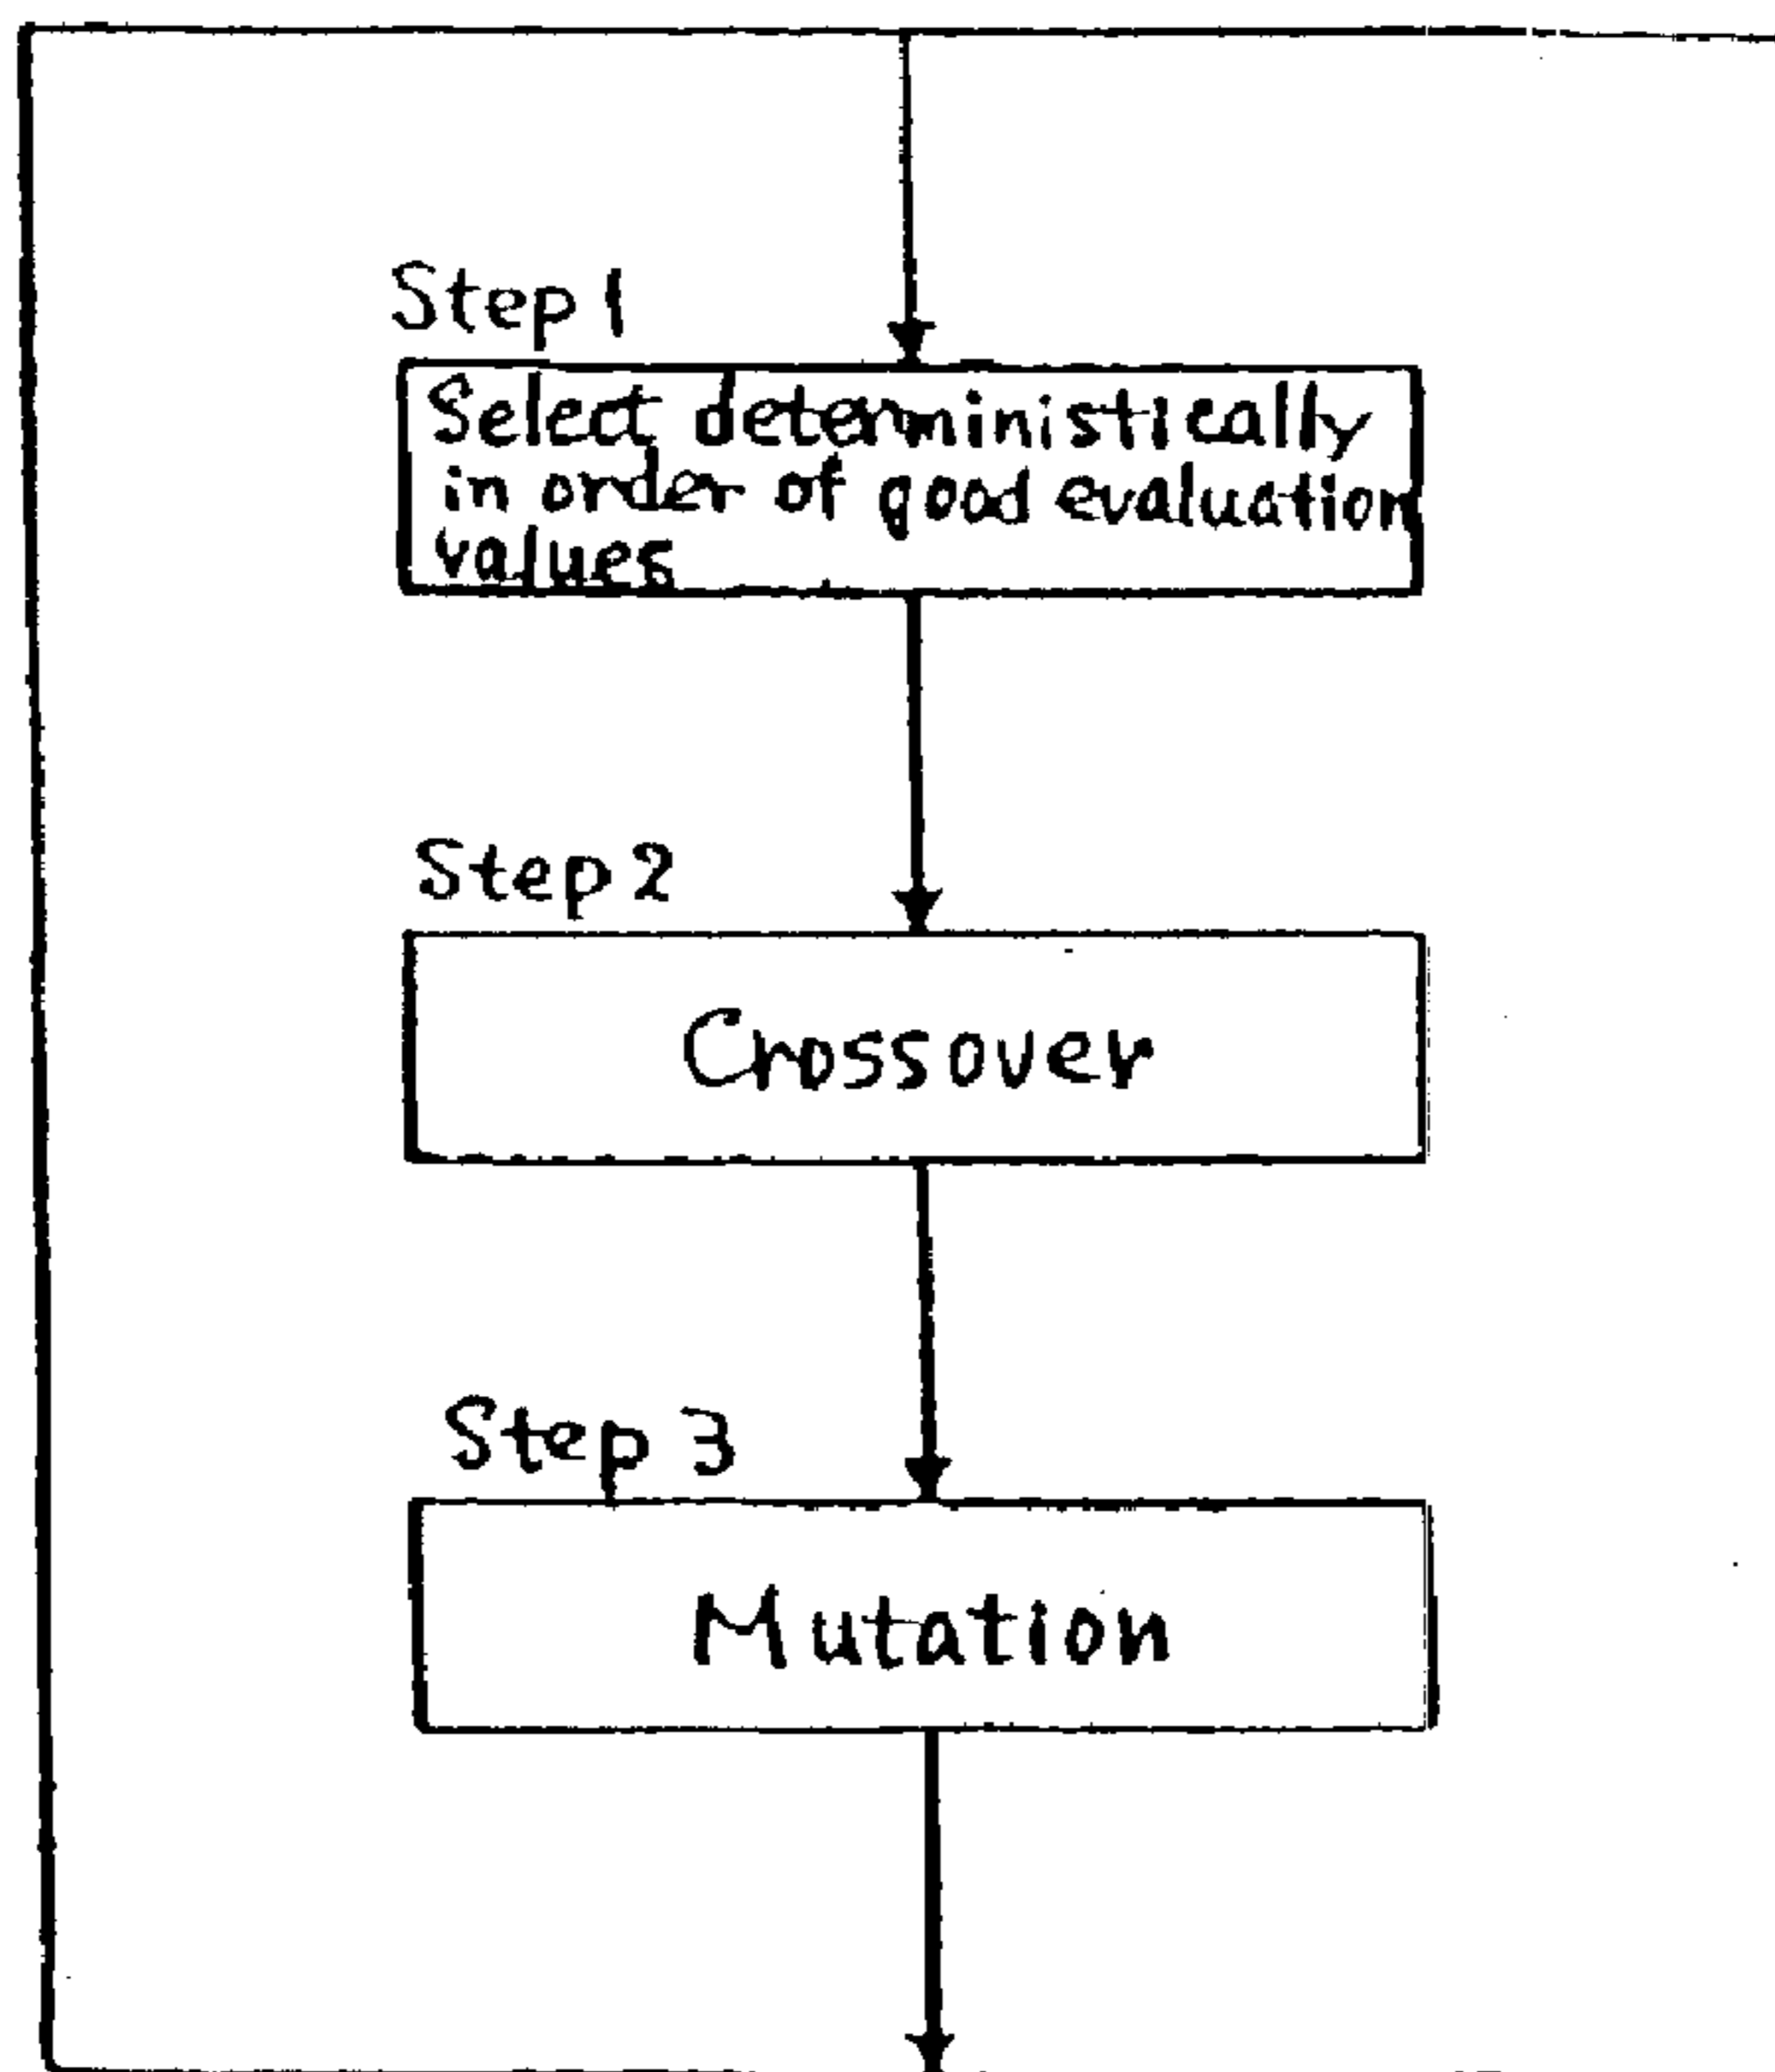 Step 1
Select deterministically
in order of good evaluation
values
Step 2
Crossover
Step 3
Mutation